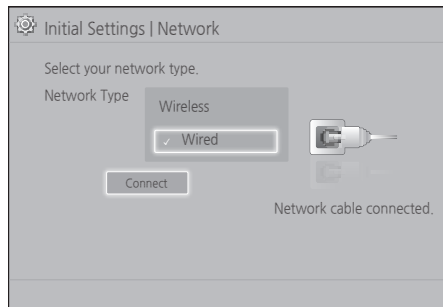 Initial Settings | Network
Select your network type.
Network Type
Wireless
✓ Wired
Connect
Network cable connected.